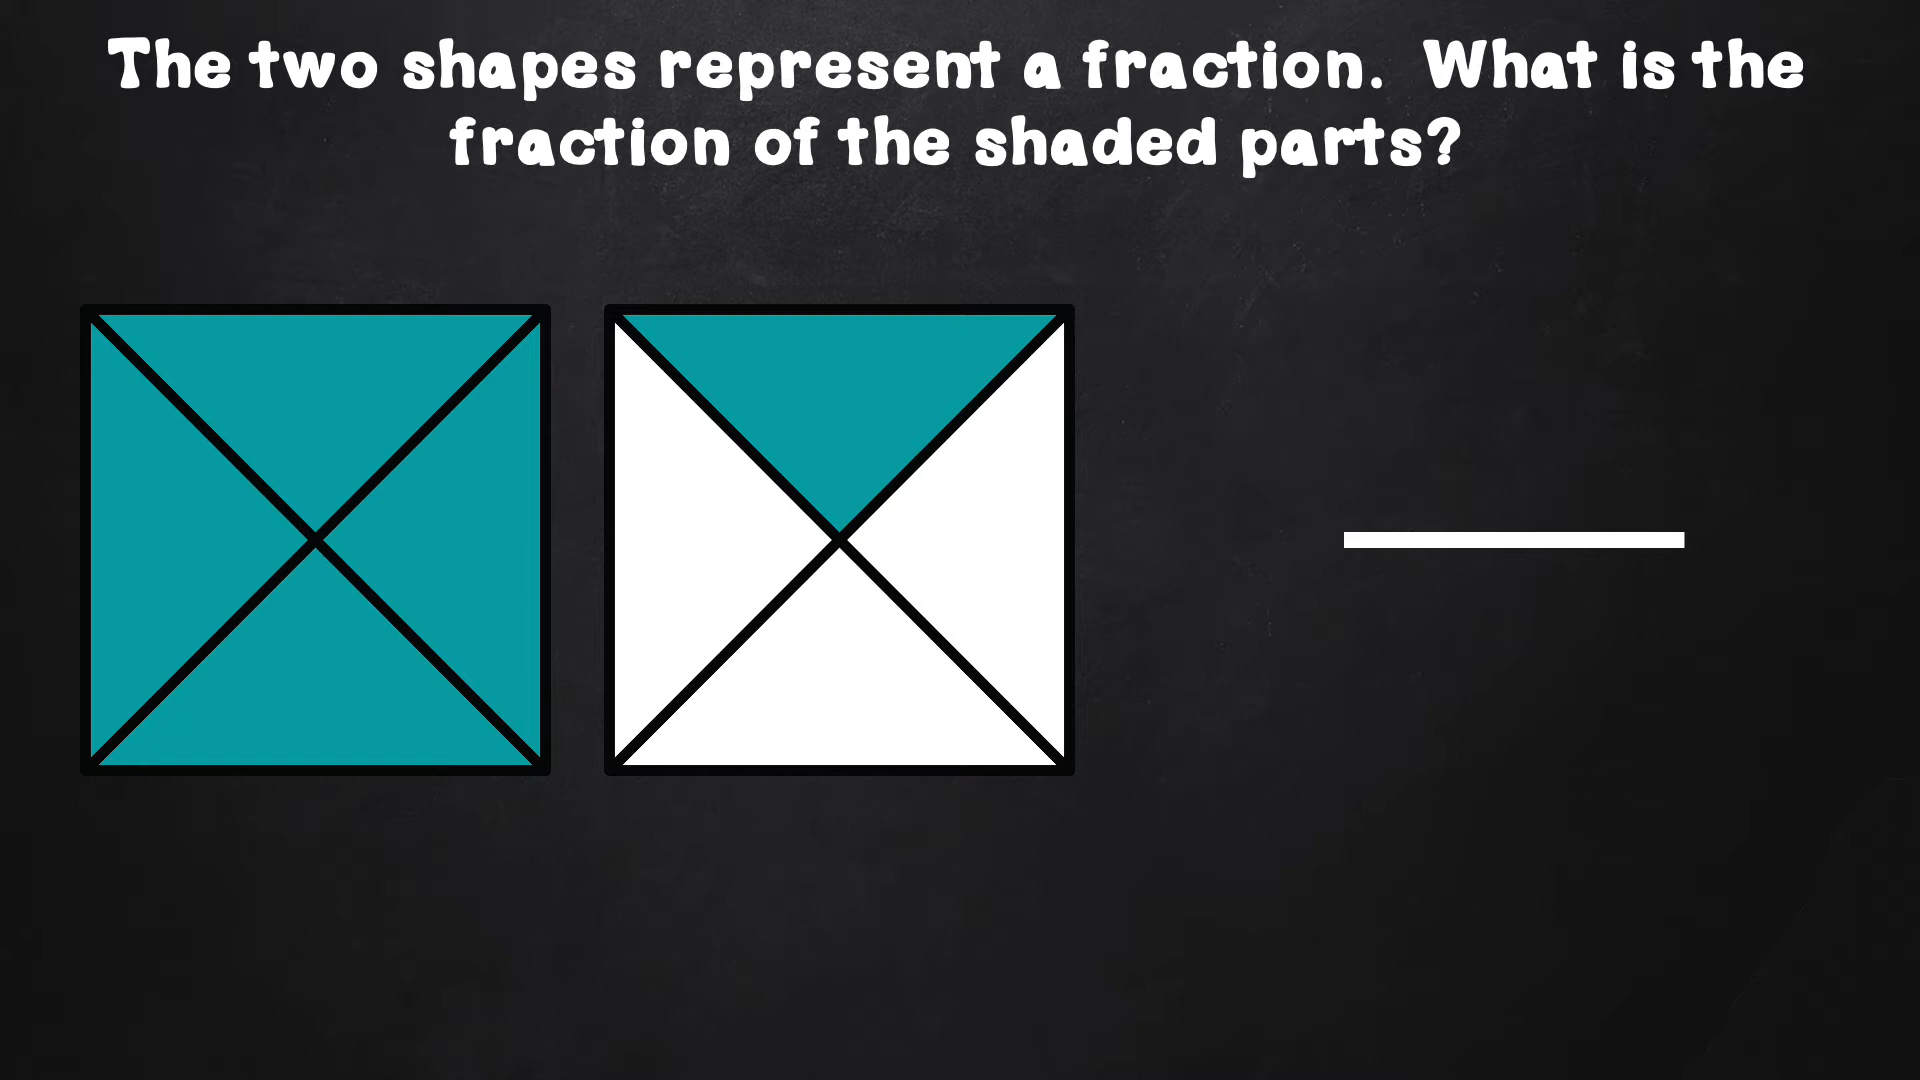 The two shapes represent a fraction. What is the
fraction of the shaded parts?